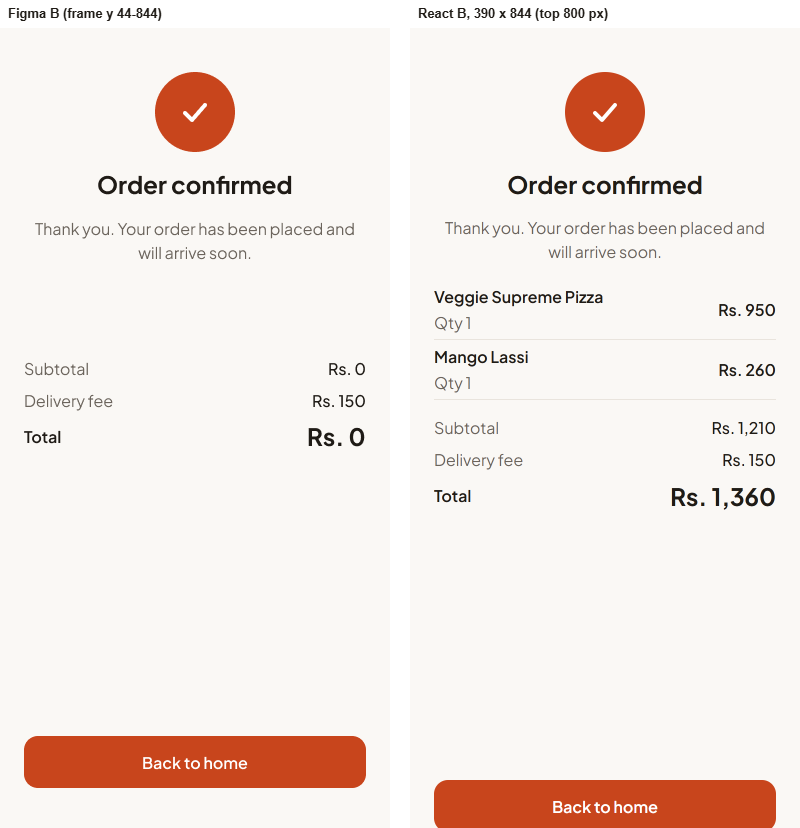 Figma B (frame y 44-844)
Order confirmed
Thank you. Your order has been placed and
will arrive soon.
Subtotal Rs. 0
Delivery fee Rs. 150
Total Rs. 0
Back to home
React B, 390 x 844 (top 800 px)
Order confirmed
Thank you. Your order has been placed and
will arrive soon.
Veggie Supreme Pizza
Qty 1
Rs. 950
Mango Lassi
Qty 1
Rs. 260
Subtotal Rs. 1,210
Delivery fee Rs. 150
Total Rs. 1,360
Back to home